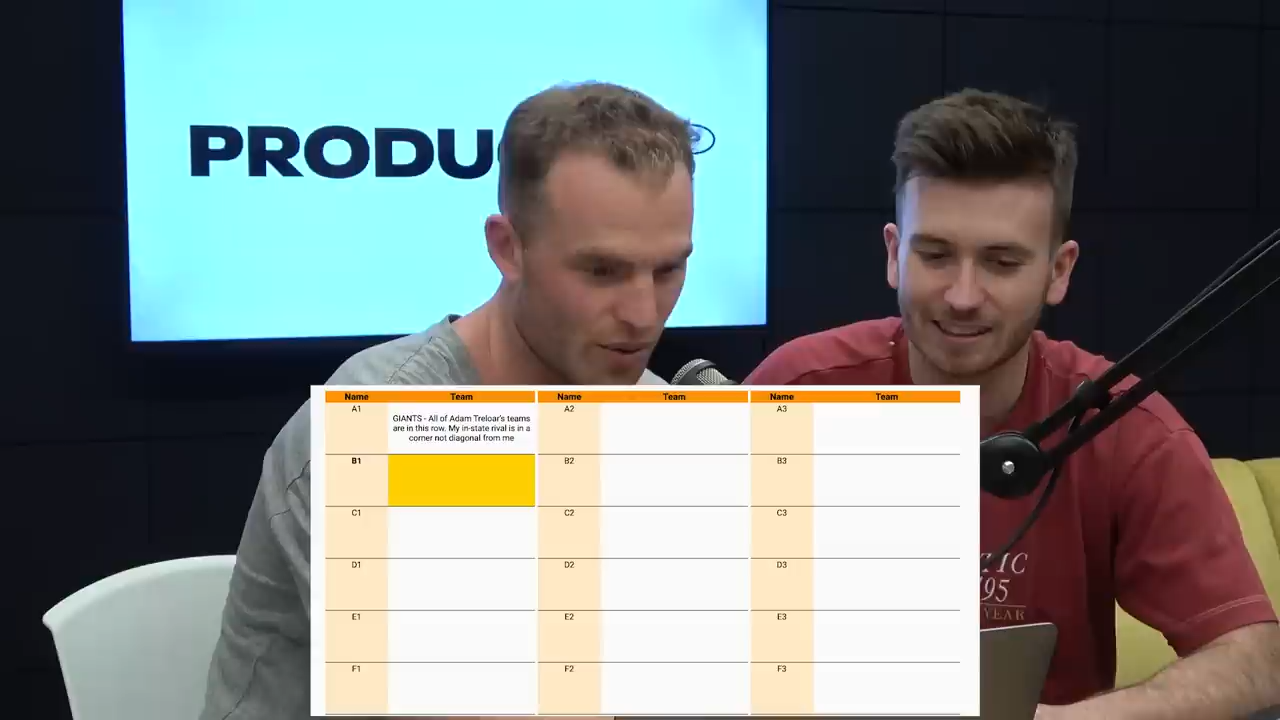 PRODU
Name Team Name Team Name Team
A1
GIANTS - All of Adam Treloar's teams
are in this row. My in-state rival is in a
corner not diagonal from me
A2
A3
B1
B2
B3
C1
C2
C3
D1
D2
D3
E1
E2
E3
F1
F2
F3
TIC
95
YEAR